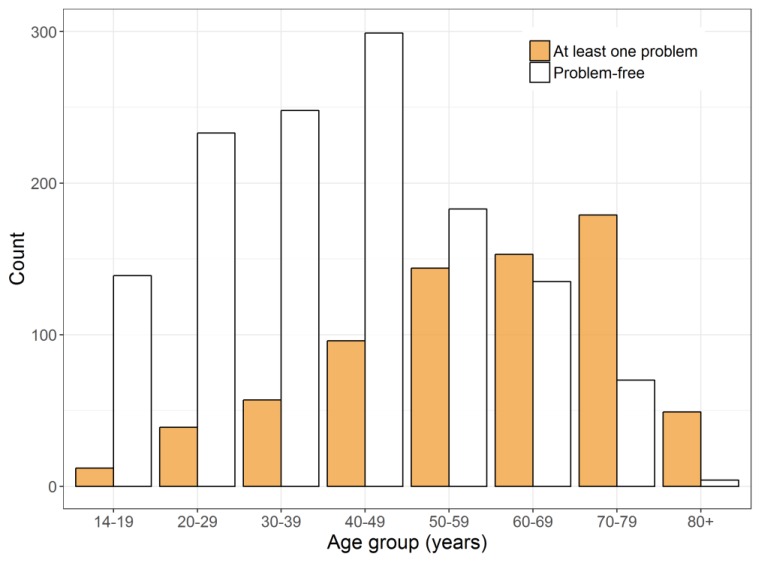 300
200
100
0
Count
At least one problem
Problem-free
14-19 20-29 30-39 40-49 50-59 60-69 70-79 80+
Age group (years)